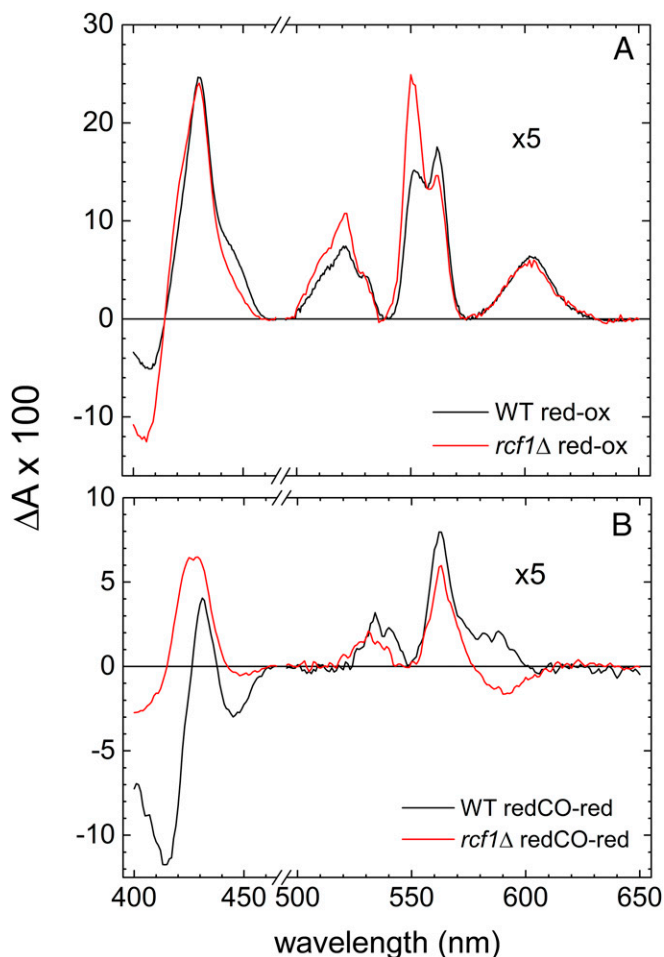 A
30
20
10
0
-10
x5
WT red-ox
rcf1Δ red-ox
ΔA x 100
B
10
5
0
-5
-10
x5
WT redCO-red
rcf1Δ redCO-red
400 450 500 550 600 650
wavelength (nm)